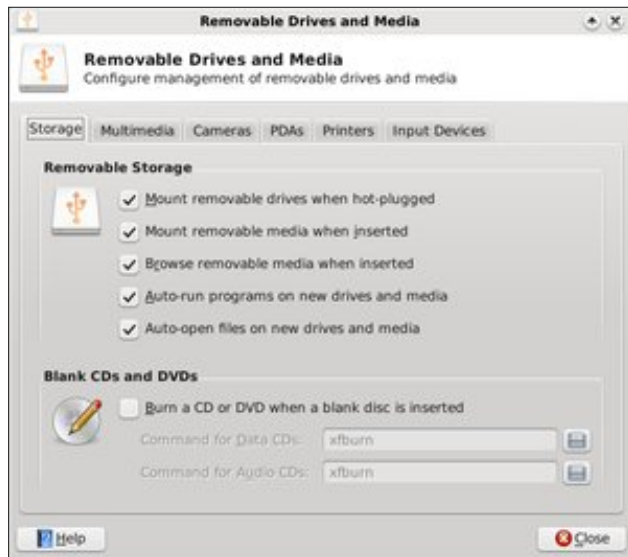 Removable Drives and Media
Removable Drives and Media
Configure management of removable drives and media
Storage Multimedia Cameras PDAs Printers Input Devices
Removable Storage
Mount removable drives when hot-plugged
Mount removable media when inserted
Browse removable media when inserted
Auto-run programs on new drives and media
Auto-open files on new drives and media
Blank CDs and DVDs
Burn a CD or DVD when a blank disc is inserted
Command for Data CDs: xfburn
Command for Audio CDs: xfburn
Help Close